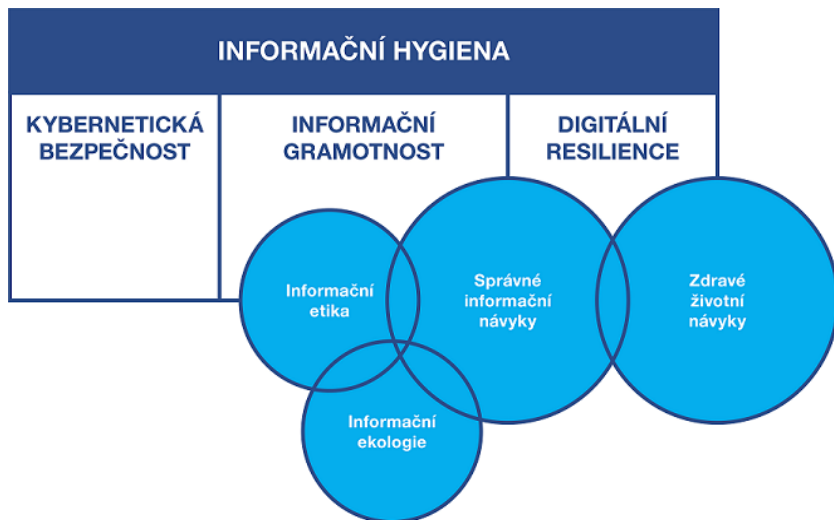 INFORMAČNÍ HYGIENA
KYBERNETICKÁ
BEZPEČNOST
INFORMAČNÍ
GRAMOTNOST
DIGITÁLNÍ
RESILIENCE
Informační
etika
Správné
informační
návyky
Zdravé
životní
návyky
Informační
ekologie